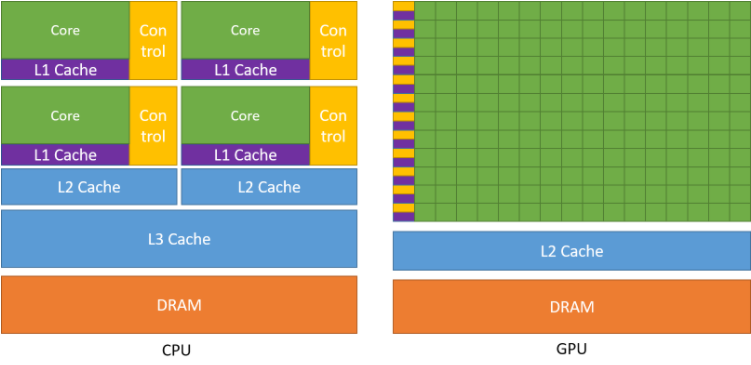 Core
Con
trol
Core
Con
trol
L1 Cache
L1 Cache
Core
Con
trol
Core
Con
trol
L1 Cache
L1 Cache
L2 Cache
L2 Cache
L3 Cache
DRAM
CPU
L2 Cache
DRAM
GPU